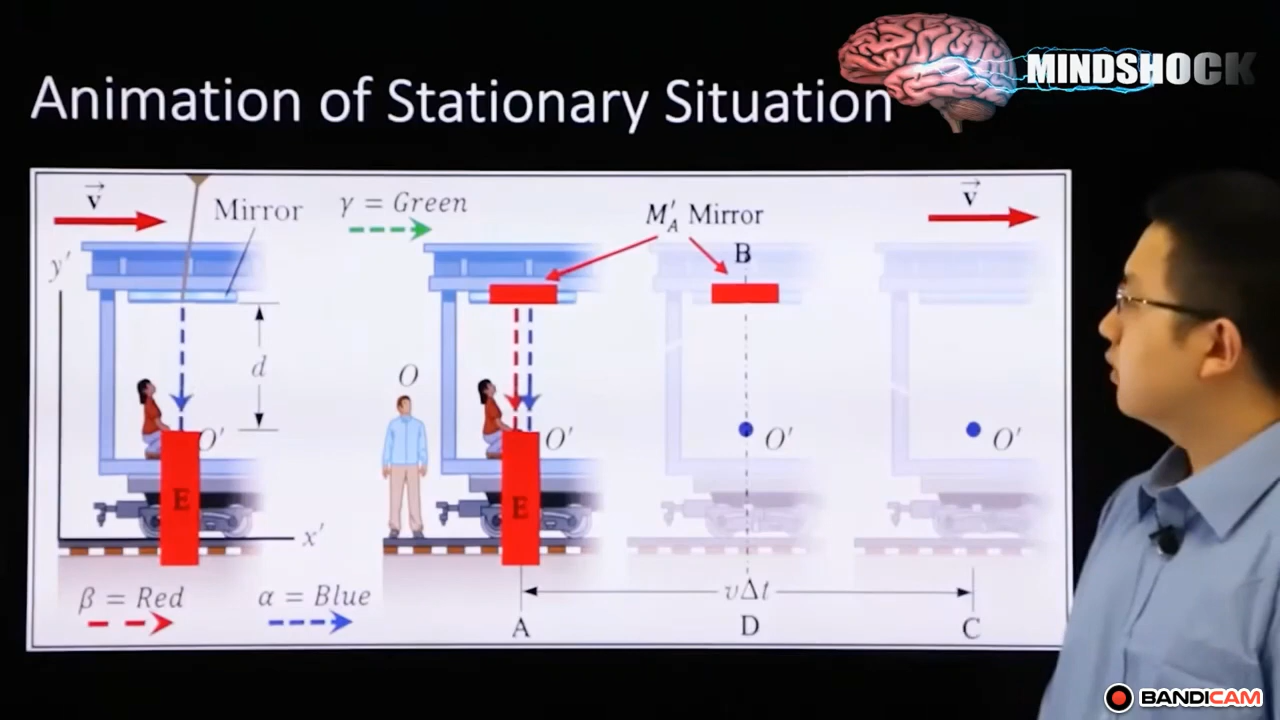 MINDSHOCK
Animation of Stationary Situation
v
Mirror
γ = Green
M'A Mirror
v
y'
B
d
O
O'
O'
O'
O'
E
E
x'
β = Red
α = Blue
vΔt
A
D
C
BANDICAM